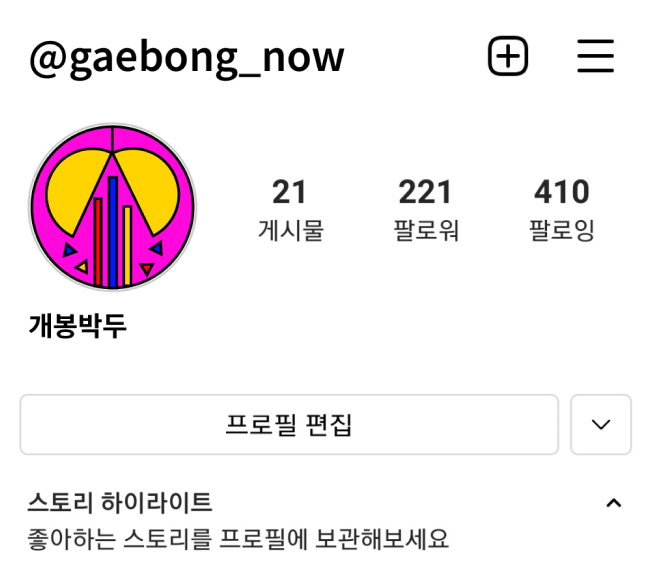 @gaebong_now
21 221 410
게시물 팔로워 팔로잉
개봉박두
프로필 편집
스토리 하이라이트
좋아하는 스토리를 프로필에 보관해보세요